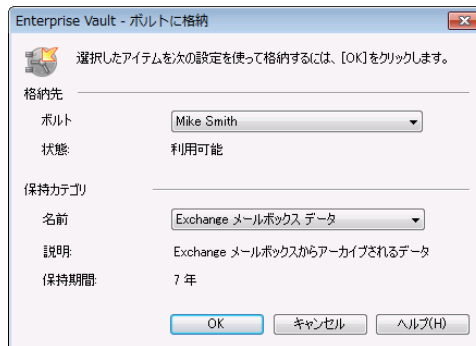 Enterprise Vault - ボルトに格納
選択したアイテムを次の設定を使って格納するには、[OK]をクリックします。
格納先
ボルト Mike Smith
状態: 利用可能
保持カテゴリ
名前 Exchange メールボックス データ
説明: Exchange メールボックスからアーカイブされるデータ
保持期間: 7 年
OK キャンセル ヘルプ(H)